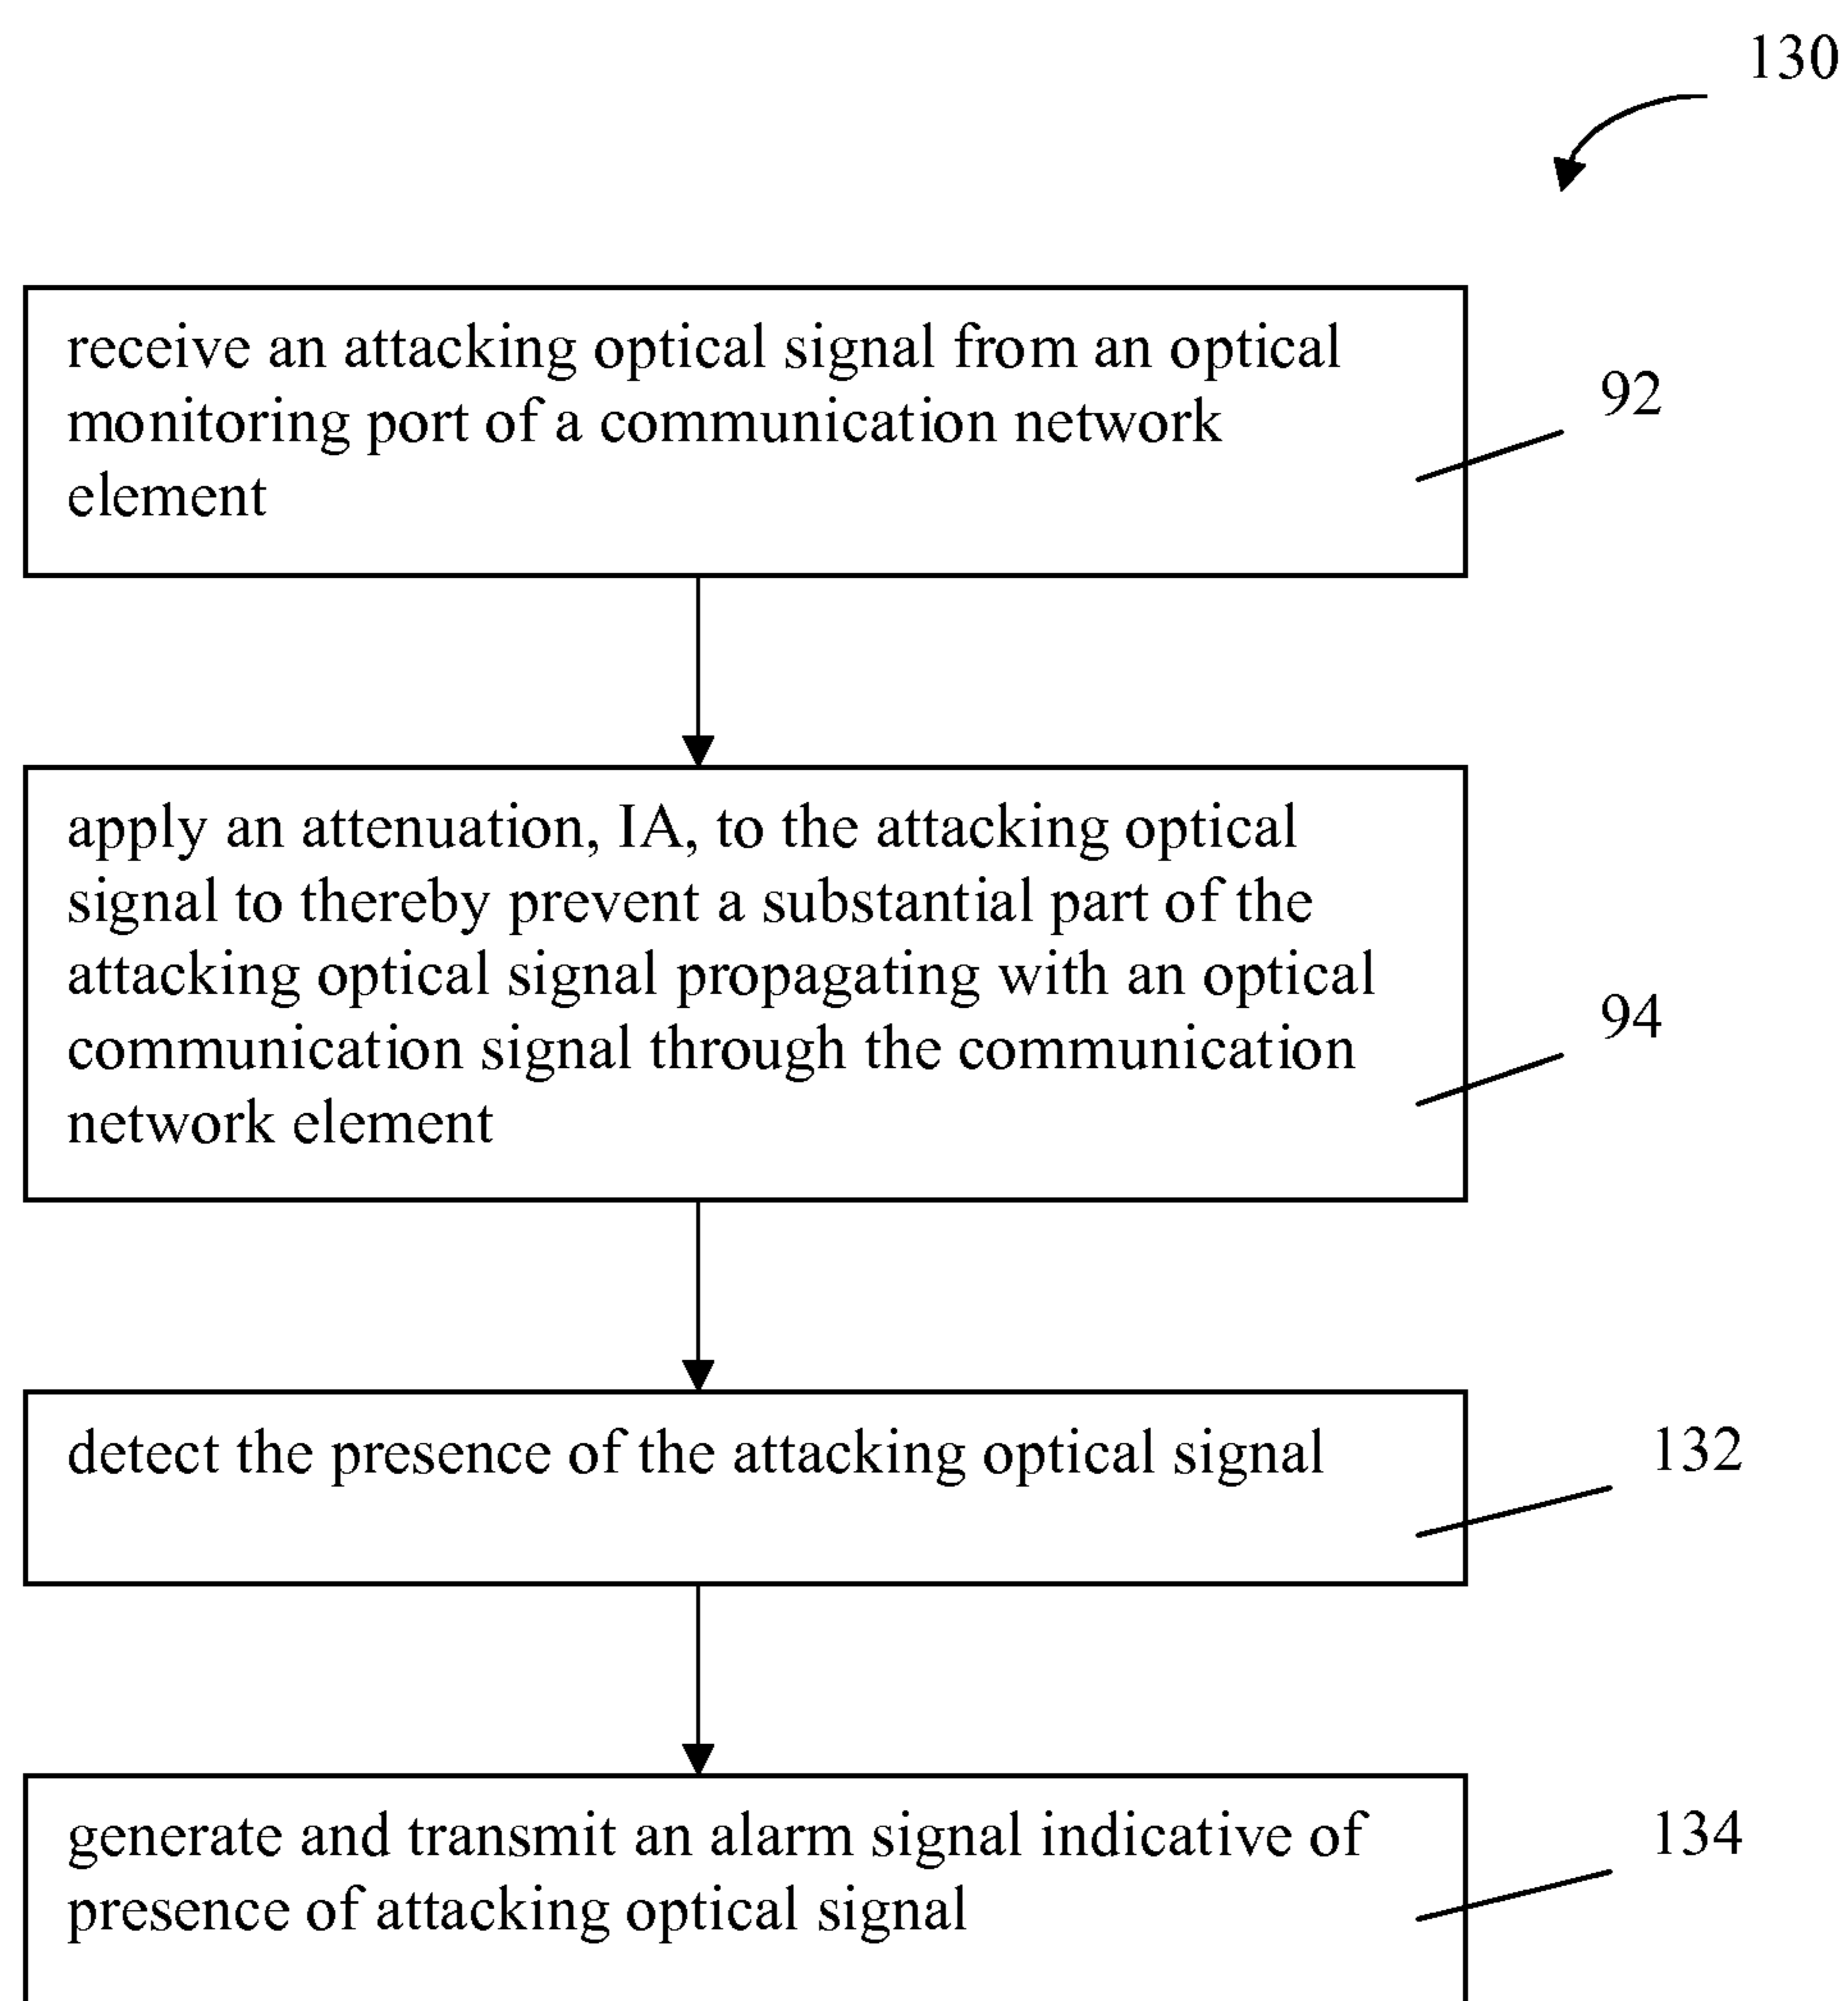 130
receive an attacking optical signal from an optical
monitoring port of a communication network
element
92
apply an attenuation, IA, to the attacking optical
signal to thereby prevent a substantial part of the
attacking optical signal propagating with an optical
communication signal through the communication
network element
94
detect the presence of the attacking optical signal
132
generate and transmit an alarm signal indicative of
presence of attacking optical signal
134